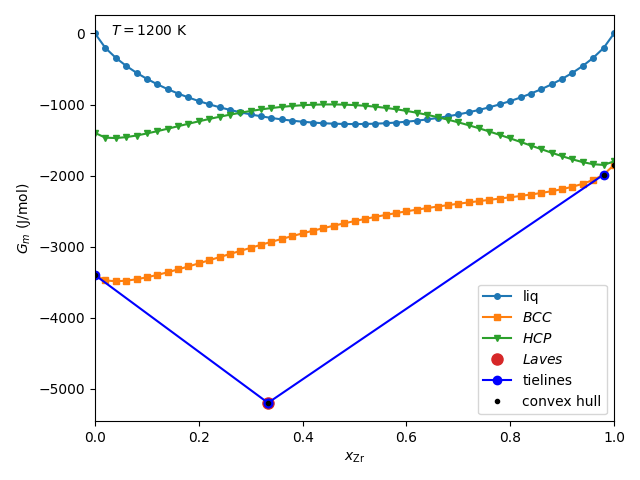 T = 1200 K
0
−1000
−2000
−3000
−4000
−5000
G_m (J/mol)
liq
BCC
HCP
Laves
tielines
convex hull
0.0 0.2 0.4 0.6 0.8 1.0
x_Zr